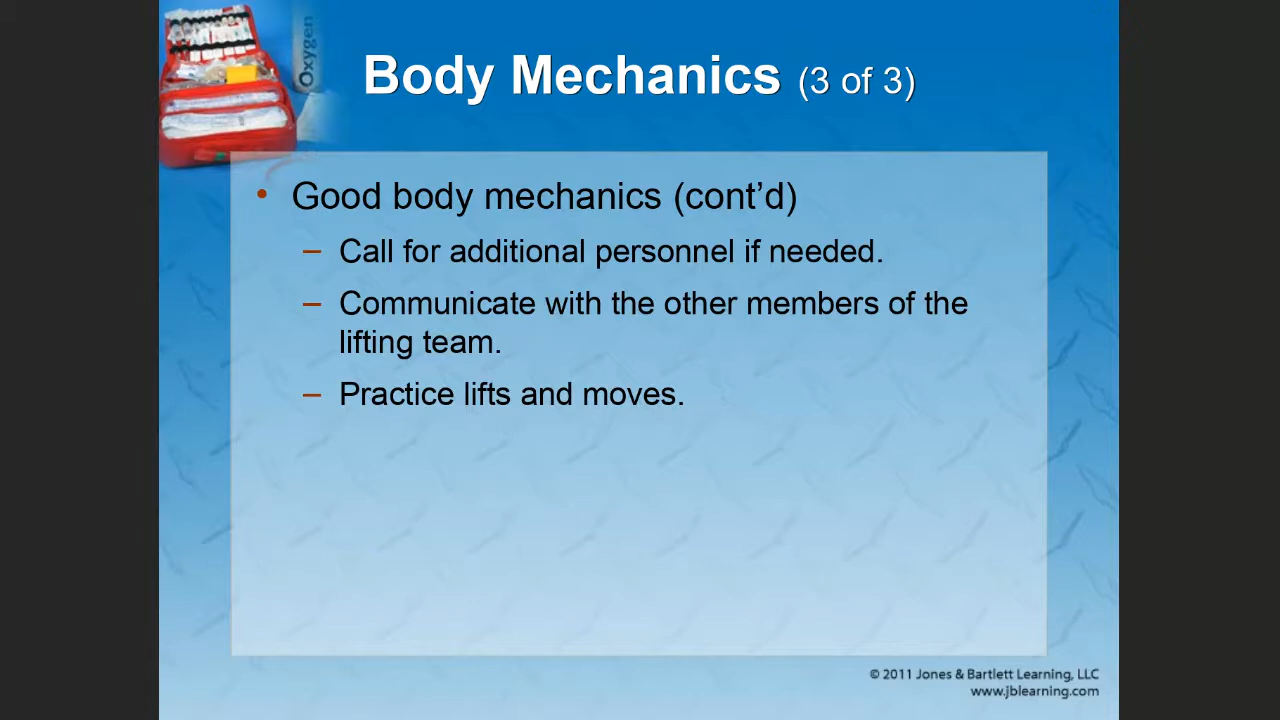 Oxygen
Body Mechanics (3 of 3)
• Good body mechanics (cont’d)
– Call for additional personnel if needed.
– Communicate with the other members of the
lifting team.
– Practice lifts and moves.
© 2011 Jones & Bartlett Learning, LLC
www.jblearning.com